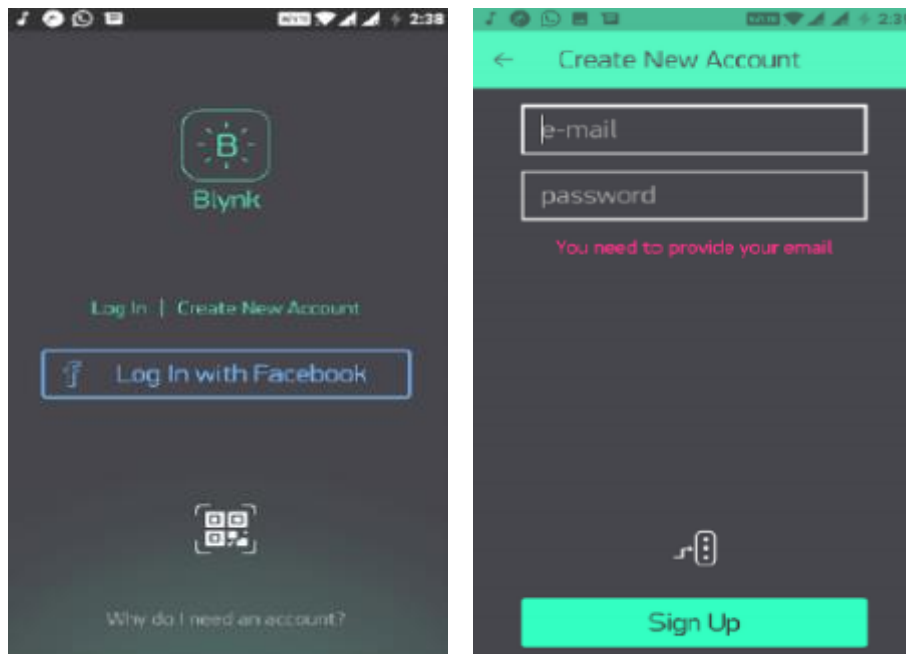 2:38
B
Blynk
Log In | Create New Account
f Log In with Facebook
Why do I need an account?
Create New Account
e-mail
password
You need to provide your email
Sign Up